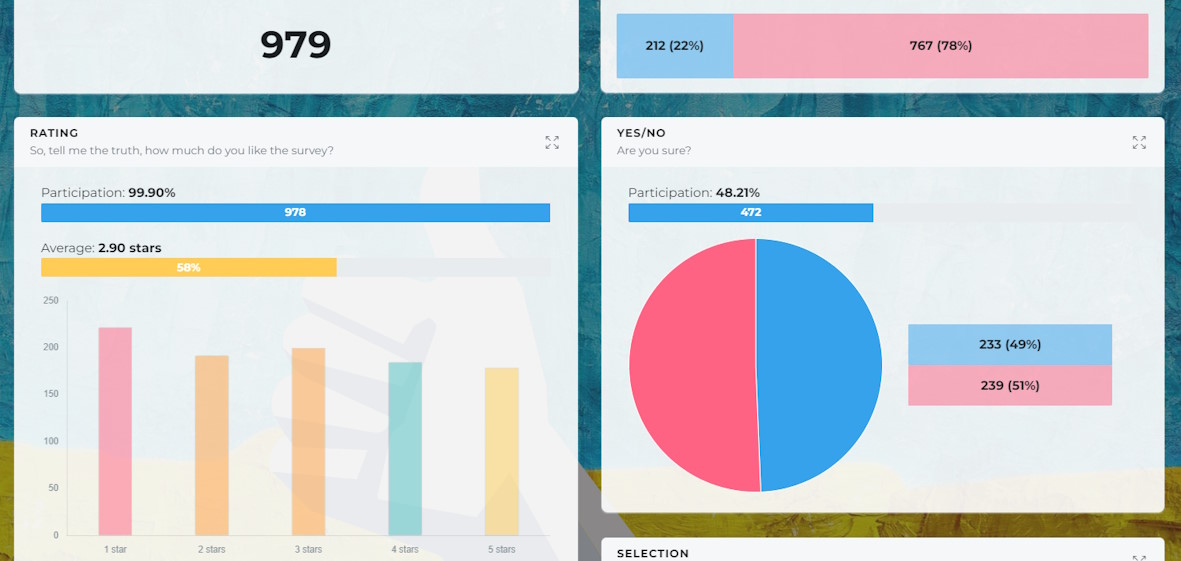 979
212 (22%)
767 (78%)
RATING
So, tell me the truth, how much do you like the survey?
Participation: 99.90%
978
Average: 2.90 stars
58%
250
200
150
100
50
0
1 star
2 stars
3 stars
4 stars
5 stars
YES/NO
Are you sure?
Participation: 48.21%
472
233 (49%)
239 (51%)
SELECTION